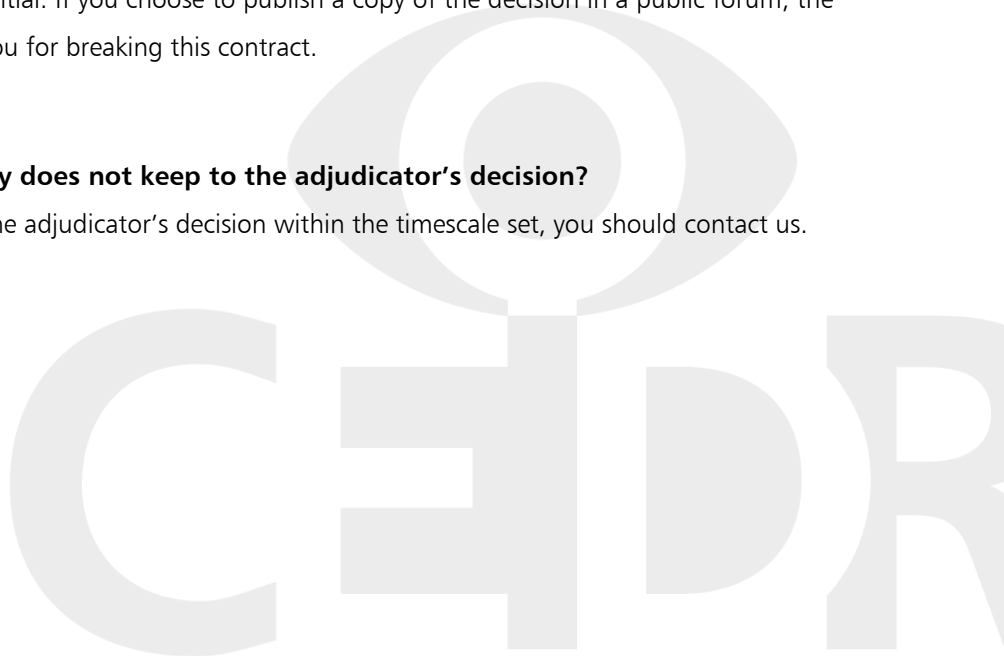 ntial. If you choose to publish a copy of the decision in a public forum, the
ou for breaking this contract.
y does not keep to the adjudicator’s decision?
he adjudicator’s decision within the timescale set, you should contact us.
CEDR